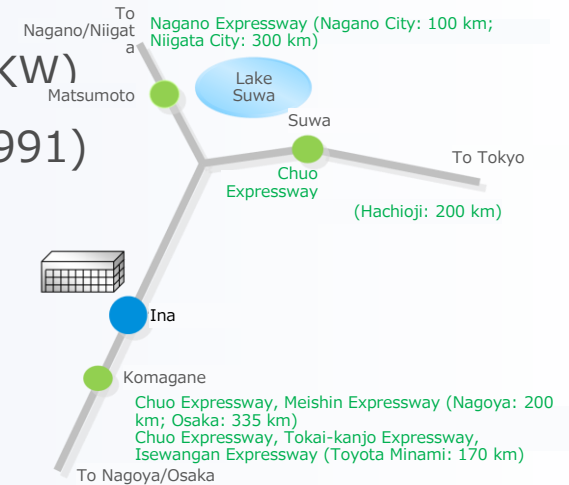 To
Nagano/Niigat
a
Nagano Expressway (Nagano City: 100 km;
Niigata City: 300 km)
KW)
Matsumoto
Lake
Suwa
991)
Suwa
To Tokyo
Chuo
Expressway
(Hachioji: 200 km)
Ina
Komagane
Chuo Expressway, Meishin Expressway (Nagoya: 200
km; Osaka: 335 km)
Chuo Expressway, Tokai-kanjo Expressway,
Isewangan Expressway (Toyota Minami: 170 km)
To Nagoya/Osaka